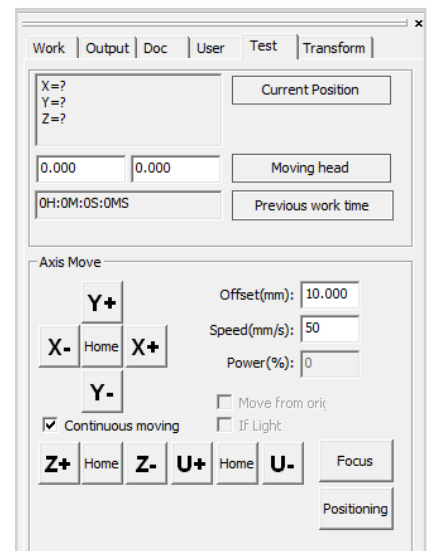 Work Output Doc User Test Transform
X=?
Y=?
Z=?
Current Position
0.000 0.000 Moving head
0H:0M:0S:0MS Previous work time
Axis Move
Y+
X- Home X+
Y-
Offset(mm): 10.000
Speed(mm/s): 50
Power(%): 0
Move from orig
Continuous moving If Light
Z+ Home Z- U+ Home U- Focus
Positioning